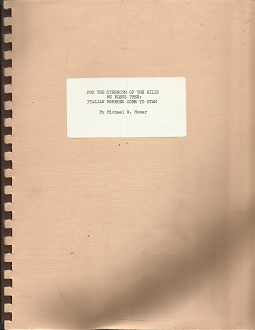 FOR THE STRENGTH OF THE HILLS
WE BLESS THEE:
ITALIAN MORMONS COME TO UTAH
By Michael W. Homer